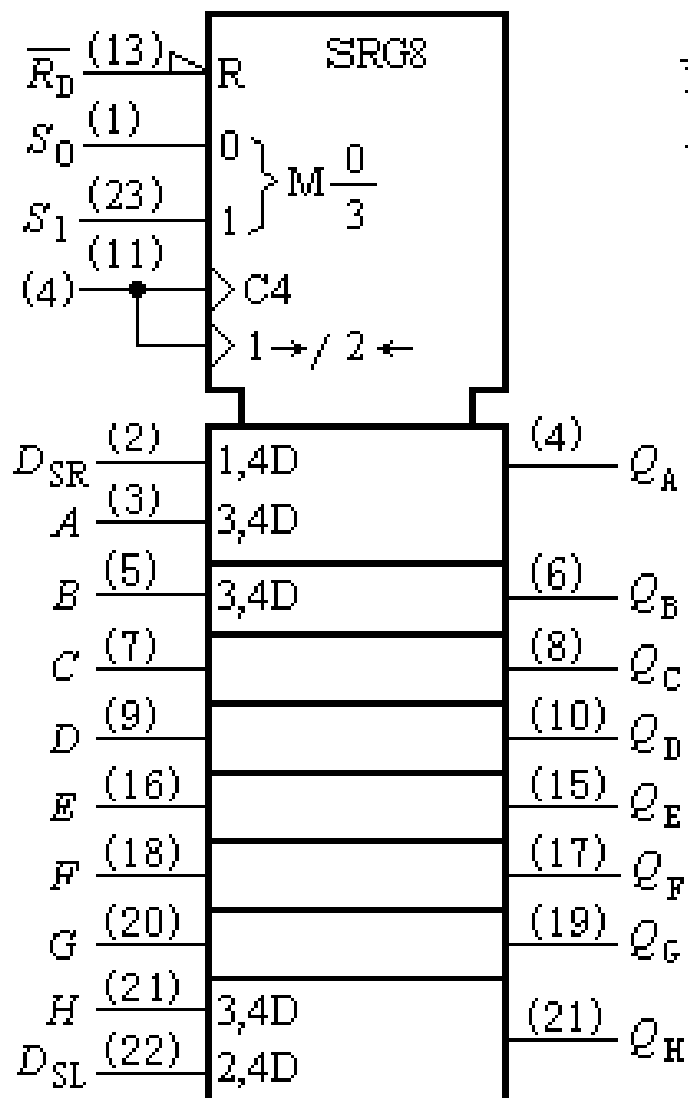 SRG8
R̅D (13) R
S0 (1) 0
M 0/3
S1 (23) 1
(11)
(4) C4
1→/2←
DSR (2) 1,4D (4) QA
A (3) 3,4D
B (5) 3,4D (6) QB
C (7) (8) QC
D (9) (10) QD
E (16) (15) QE
F (18) (17) QF
G (20) (19) QG
H (21) 3,4D (21) QH
DSL (22) 2,4D